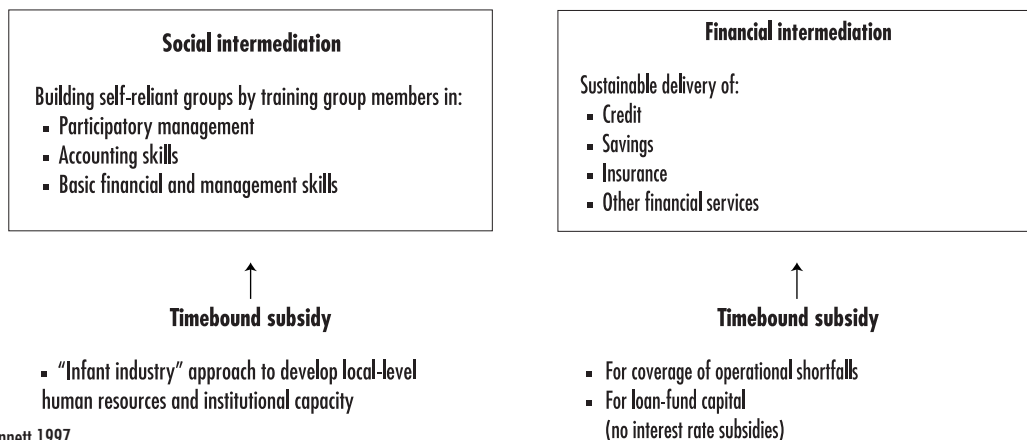 Social intermediation
Building self-reliant groups by training group members in:
▪ Participatory management
▪ Accounting skills
▪ Basic financial and management skills
Timebound subsidy
▪ “Infant industry” approach to develop local-level
human resources and institutional capacity
Financial intermediation
Sustainable delivery of:
▪ Credit
▪ Savings
▪ Insurance
▪ Other financial services
Timebound subsidy
▪ For coverage of operational shortfalls
▪ For loan-fund capital
(no interest rate subsidies)
1997